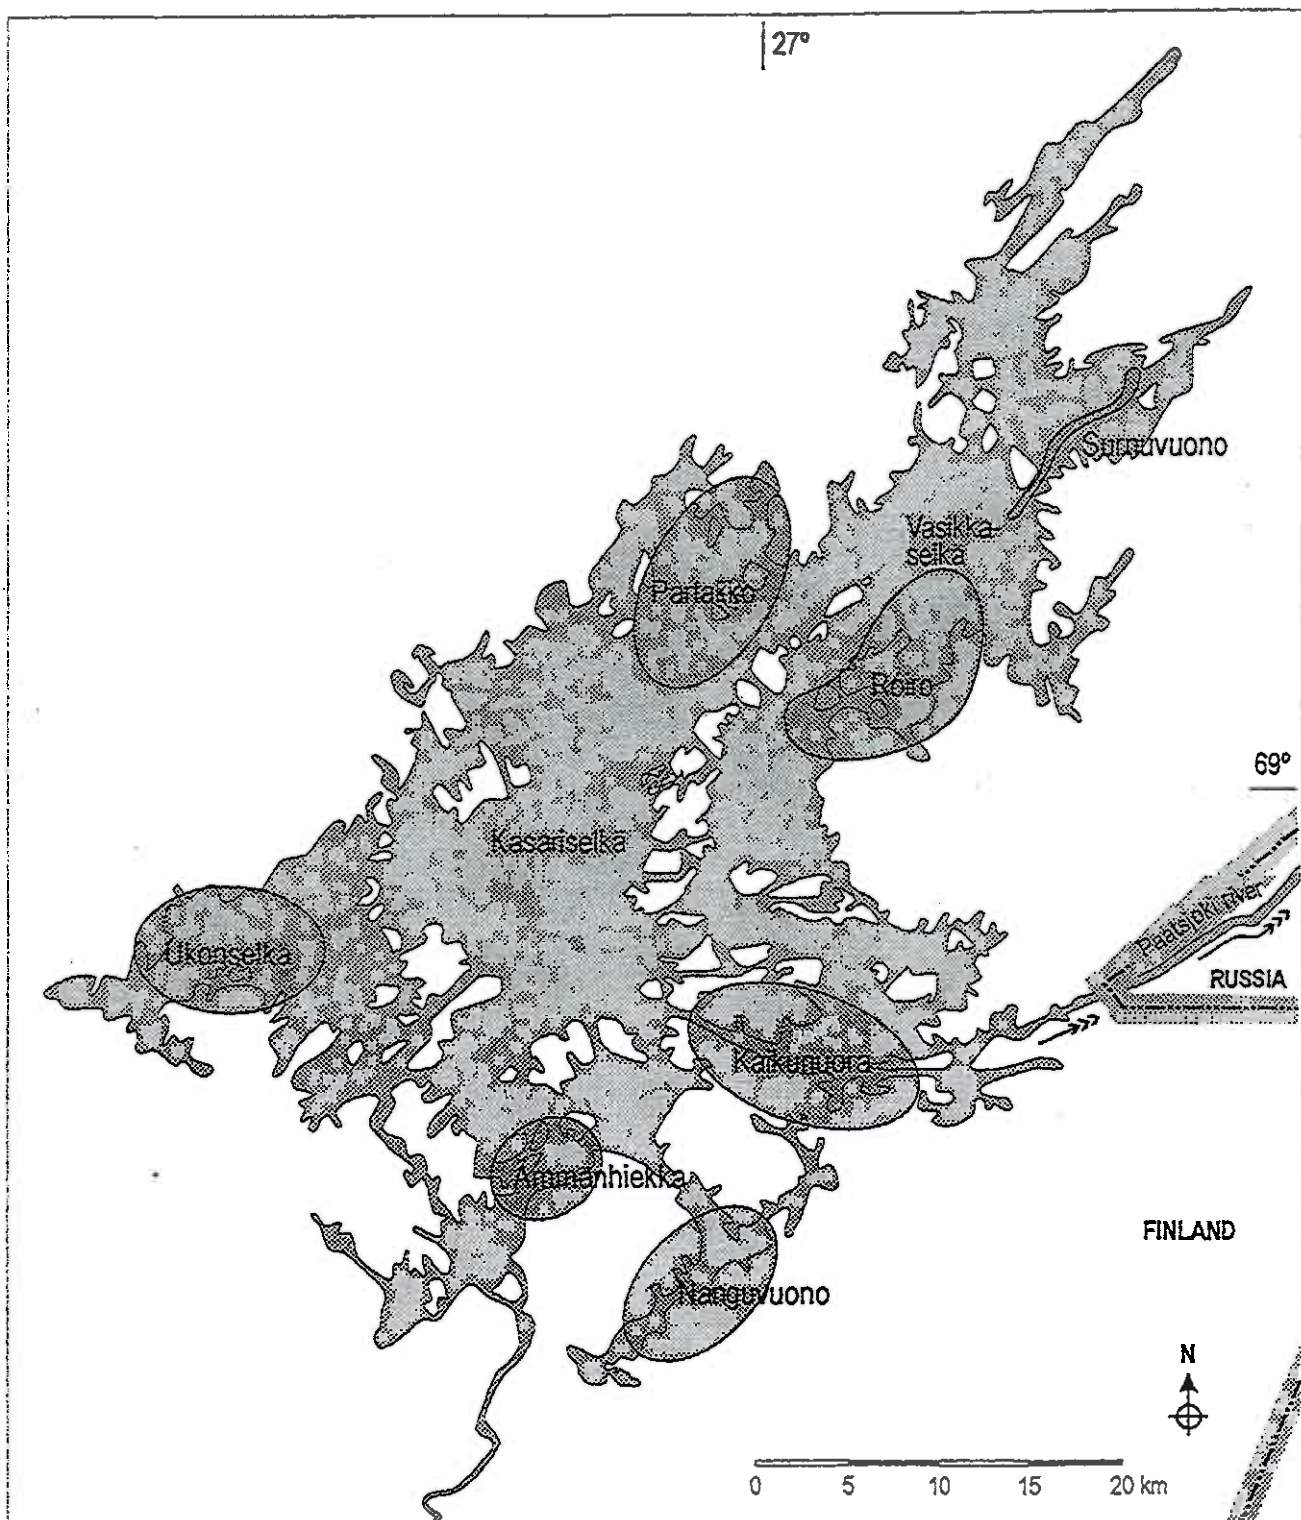 27°
Surnuvuono
Vasikka-
selkä
Partakko
Roiro
69°
Kasariselkä
Paatsjoki river
Ukonselkä
RUSSIA
Kaikunuora
Ammanhiekka
FINLAND
Nanguvuono
N
0 5 10 15 20 km